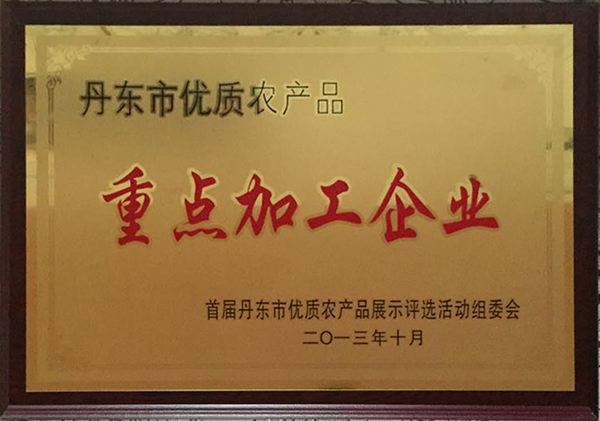 丹东市优质农产品
重点加工企业
首届丹东市优质农产品展示评选活动组委会
二〇一三年十月